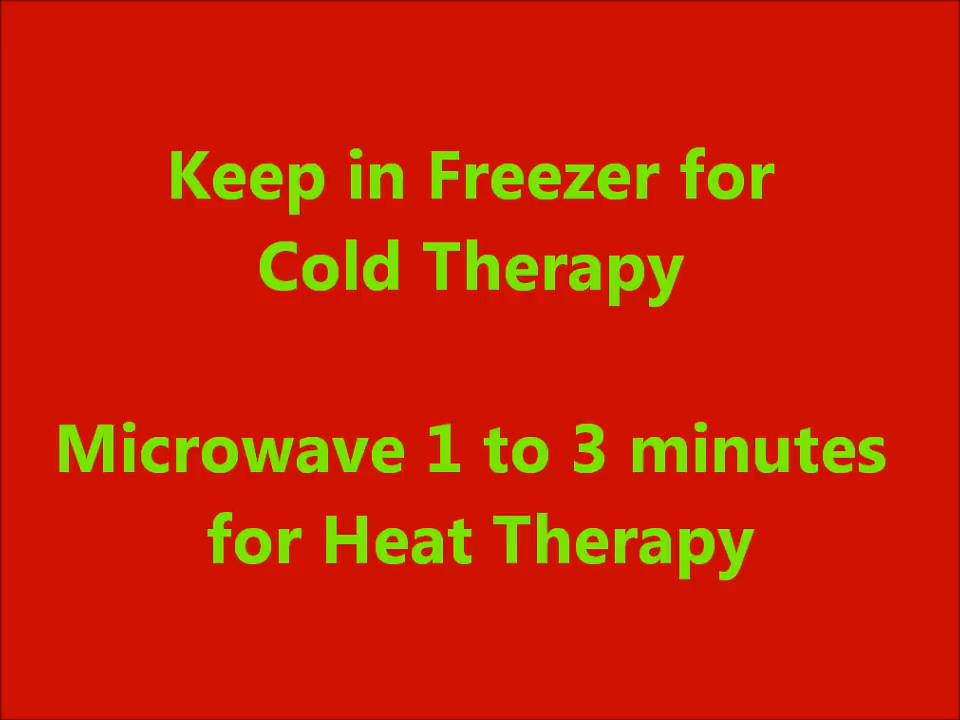 Keep in Freezer for
Cold Therapy
Microwave 1 to 3 minutes
for Heat Therapy